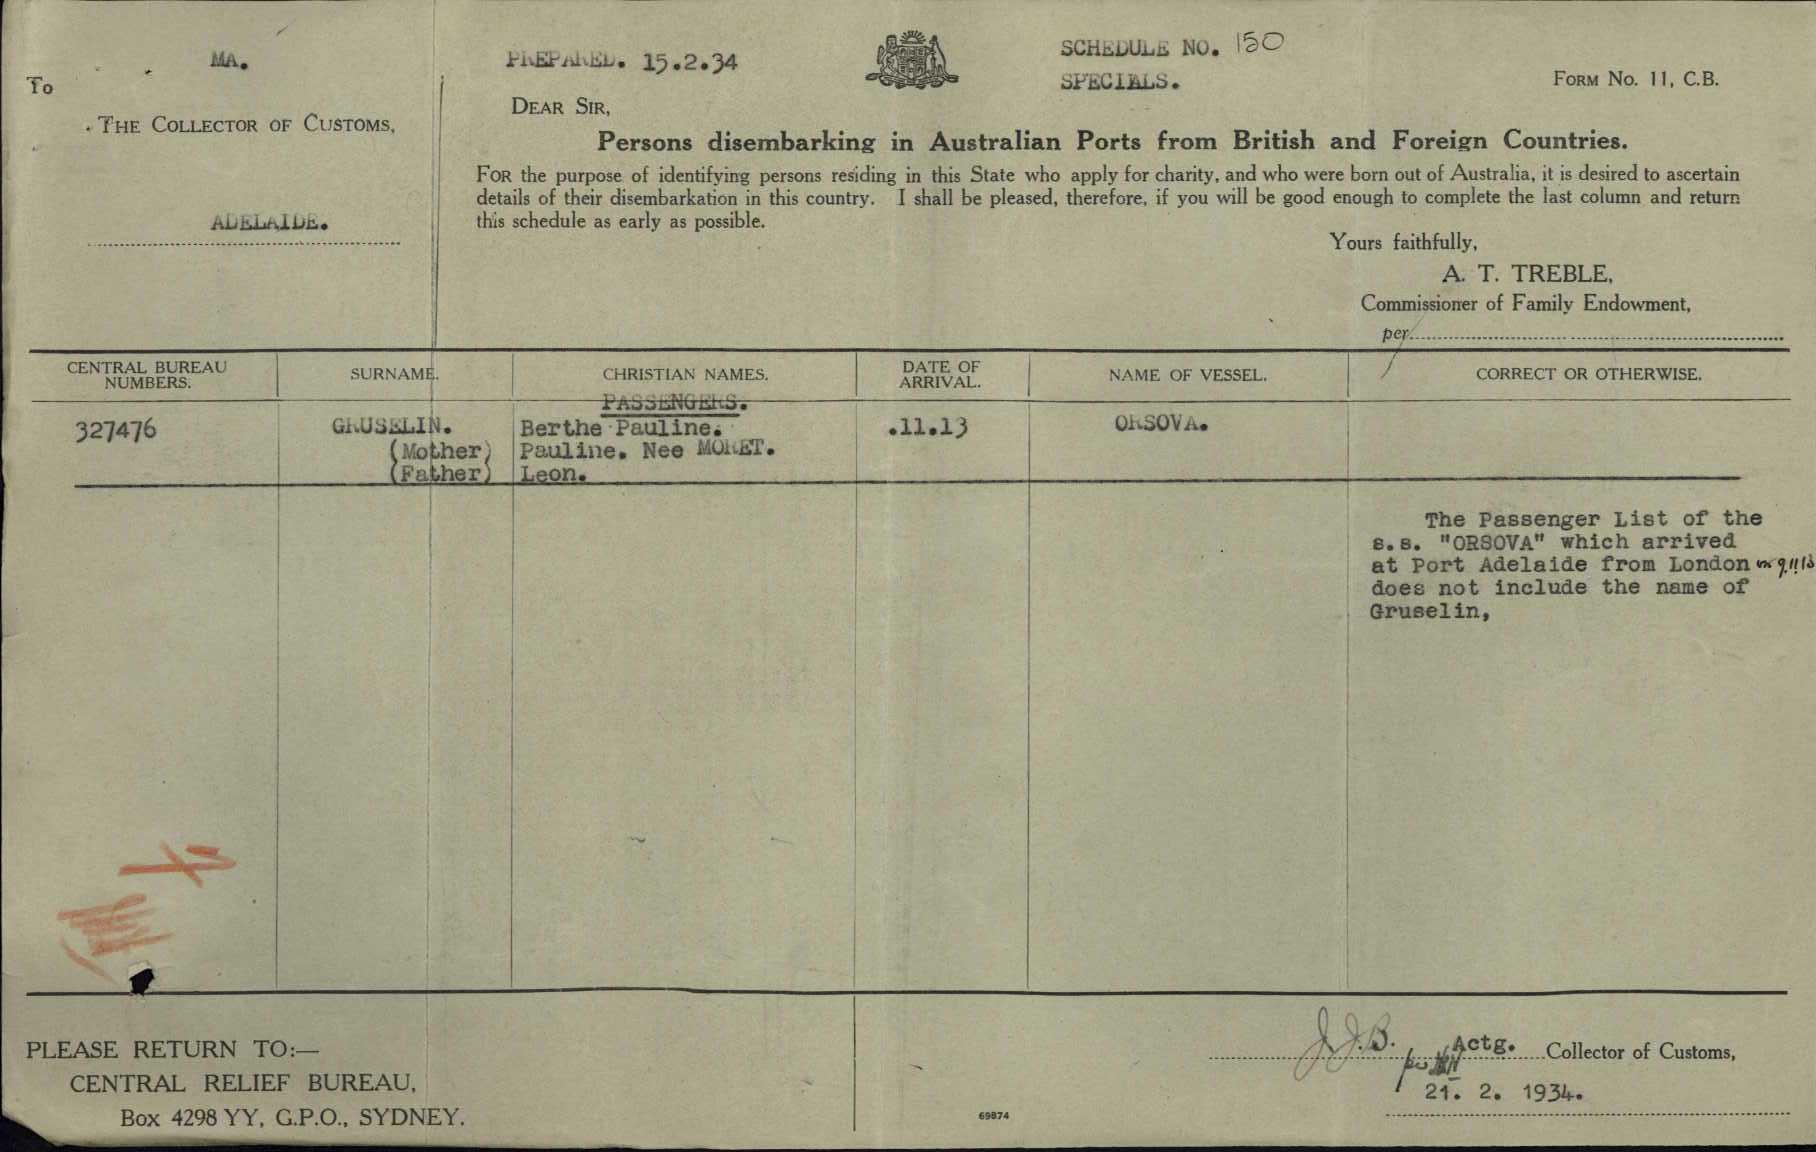 MA.
PREPARED. 15.2.34
SCHEDULE NO. 150
SPECIALS.
FORM No. 11, C.B.
To
THE COLLECTOR OF CUSTOMS,
ADELAIDE.
DEAR SIR,
Persons disembarking in Australian Ports from British and Foreign Countries.
FOR the purpose of identifying persons residing in this State who apply for charity, and who were born out of Australia, it is desired to ascertain
details of their disembarkation in this country. I shall be pleased, therefore, if you will be good enough to complete the last column and return
this schedule as early as possible.
Yours faithfully,
A. T. TREBLE,
Commissioner of Family Endowment,
per
CENTRAL BUREAU NUMBERS. SURNAME. CHRISTIAN NAMES. DATE OF ARRIVAL. NAME OF VESSEL. CORRECT OR OTHERWISE.
PASSENGERS.
327476 GRUSELIN. Berthe Pauline. .11.13 ORSOVA.
(Mother) Pauline. Nee MORET.
(Father) Leon.
The Passenger List of the
s.s. "ORSOVA" which arrived
at Port Adelaide from London on 9.11.13
does not include the name of
Gruselin,
PLEASE RETURN TO:—
CENTRAL RELIEF BUREAU,
Box 4298 YY, G.P.O., SYDNEY.
J.J.B. Actg. Collector of Customs,
21. 2. 1934.
69874